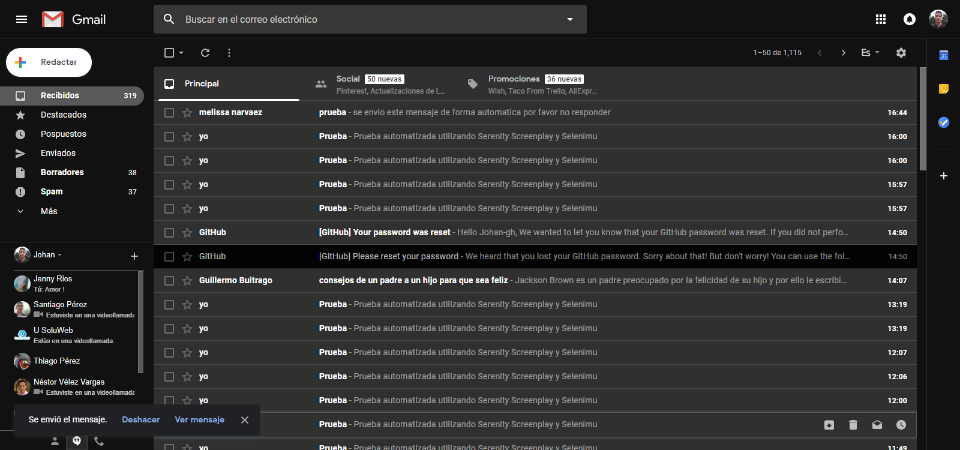 Gmail
Buscar en el correo electrónico
Redactar
1–50 de 1,115
Es
Recibidos 319
Destacados
Pospuestos
Enviados
Borradores 38
Spam 37
Más
Principal
Social 50 nuevas
Pinterest, Actualizaciones de L...
Promociones 36 nuevas
Wish, Taco From Trello, AliExpr...
melissa narvaez prueba - se envio este mensaje de forma automatica por favor no responder 16:44
yo Prueba - Prueba automatizada utilizando Serenity Screenplay y Selenimu 16:00
yo Prueba - Prueba automatizada utilizando Serenity Screenplay y Selenimu 16:00
yo Prueba - Prueba automatizada utilizando Serenity Screenplay y Selenimu 15:57
yo Prueba - Prueba automatizada utilizando Serenity Screenplay y Selenimu 15:57
GitHub [GitHub] Your password was reset - Hello Johan-gh, We wanted to let you know that your GitHub password was reset. If you did not perfo... 14:50
GitHub [GitHub] Please reset your password - We heard that you lost your GitHub password. Sorry about that! But don't worry! You can use the fol... 14:50
Guillermo Buitrago consejos de un padre a un hijo para que sea feliz - Jackson Brown es un padre preocupado por la felicidad de su hijo y por ello le escribi... 14:07
yo Prueba - Prueba automatizada utilizando Serenity Screenplay y Selenimu 13:19
yo Prueba - Prueba automatizada utilizando Serenity Screenplay y Selenimu 13:19
yo Prueba - Prueba automatizada utilizando Serenity Screenplay y Selenimu 12:07
yo Prueba - Prueba automatizada utilizando Serenity Screenplay y Selenimu 12:06
yo Prueba - Prueba automatizada utilizando Serenity Screenplay y Selenimu 12:00
Prueba - Prueba automatizada utilizando Serenity Screenplay y Selenimu
yo Prueba - Prueba automatizada utilizando Serenity Screenplay y Selenimu 11:49
Johan
Jenny Rios
Tú: Amor !
Santiago Pérez
Estuviste en una videollamada
U SoluWeb
Estás en una videollamada.
Thiago Pérez
Néstor Vélez Vargas
Estuviste en una videollamada
Se envió el mensaje. Deshacer Ver mensaje